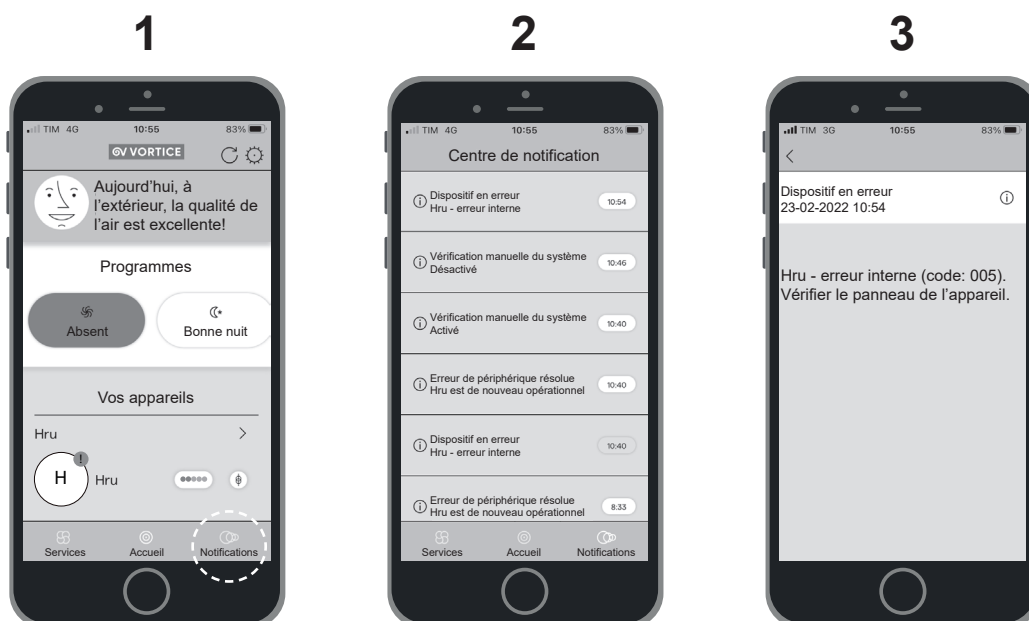 1
2
3
TIM 4G 10:55 83%
VORTICE
Aujourd'hui, à
l'extérieur, la qualité de
l'air est excellente!
Programmes
Absent
Bonne nuit
Vos appareils
Hru
H ! Hru
Services Accueil Notifications
TIM 4G 10:55 83%
Centre de notification
Dispositif en erreur
Hru - erreur interne
10:54
Vérification manuelle du système
Désactivé
10:46
Vérification manuelle du système
Activé
10:40
Erreur de périphérique résolue
Hru est de nouveau opérationnel
10:40
Dispositif en erreur
Hru - erreur interne
10:40
Erreur de périphérique résolue
Hru est de nouveau opérationnel
8:33
Services Accueil Notifications
TIM 3G 10:55 83%
Dispositif en erreur
23-02-2022 10:54
Hru - erreur interne (code: 005).
Vérifier le panneau de l'appareil.